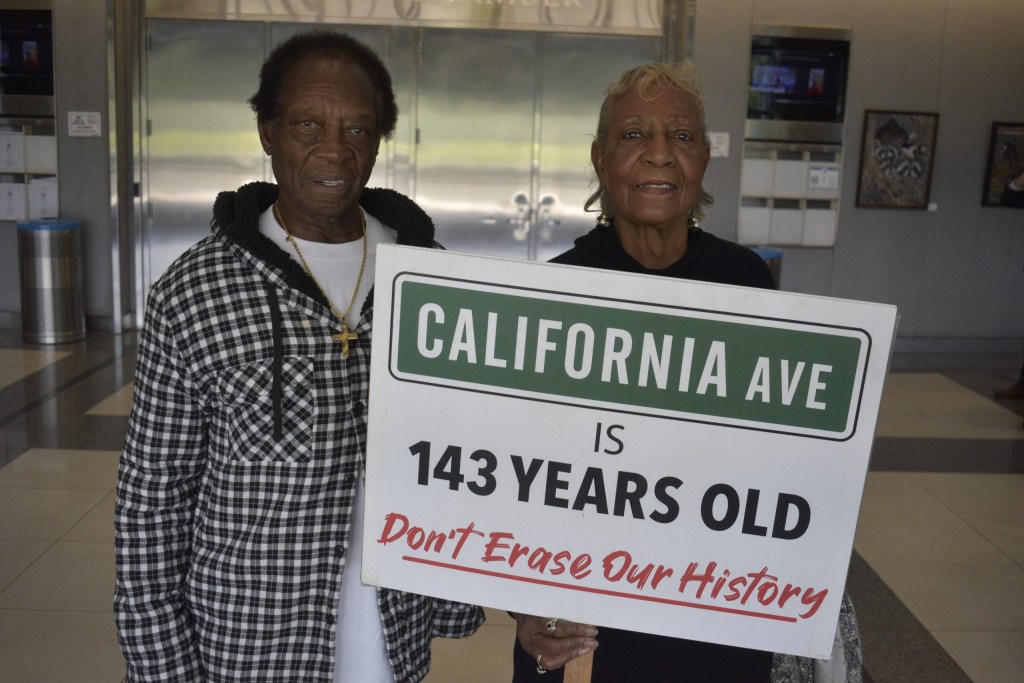 CALIFORNIA AVE
IS
143 YEARS OLD
Don't Erase Our History